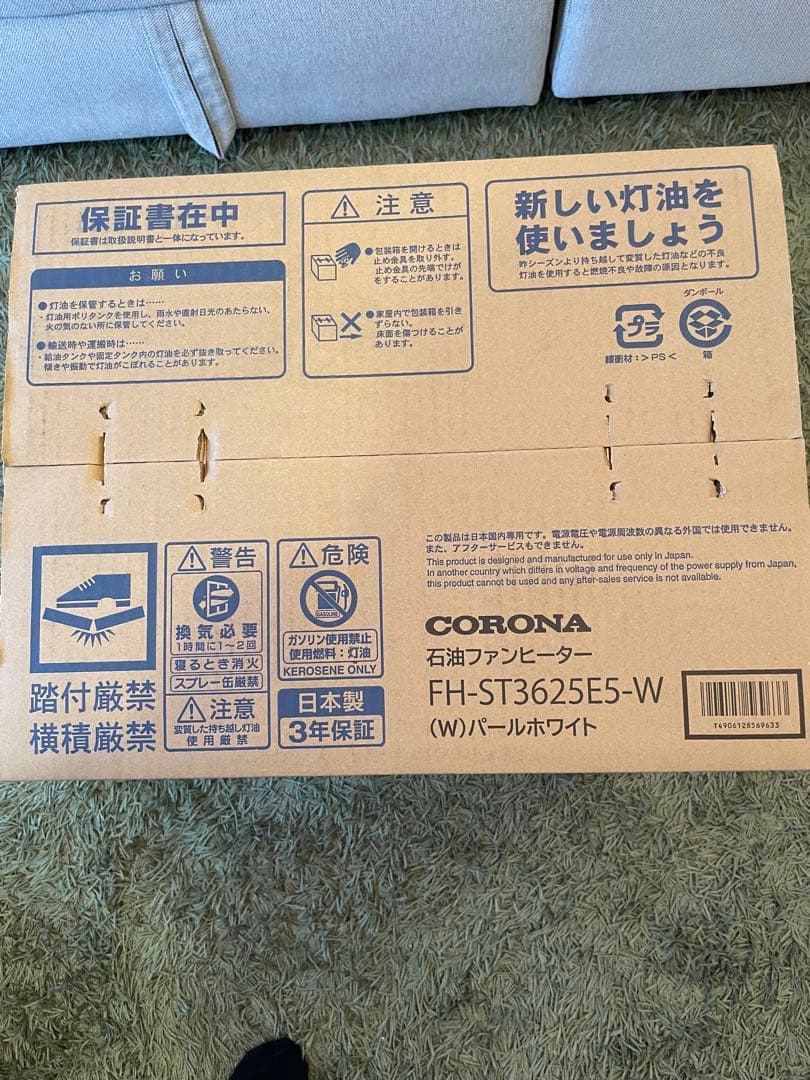 保証書在中
保証書は取扱説明書と一体になっています。
お願い
●灯油を保管するときは……
・灯油用ポリタンクを使用し、雨水や直射日光のあたらない、
火の気のない所に保管してください。
●輸送時や運搬時は……
・給油タンクや固定タンク内の灯油を必ず抜き取ってください。
傾きや振動で灯油がこぼれることがあります。
注意
●包装箱を開けるときは
止め金具を取り外す。
止め金具の先端でけが
をすることがあります。
●家屋内で包装箱を引き
ずらない。
床面を傷つけることが
あります。
新しい灯油を
使いましょう
昨シーズンより持ち越して変質した灯油などの不良
灯油を使用すると燃焼不良や故障の原因となります。
プラ
緩衝材:>PS<
ダンボール
箱
踏付厳禁
横積厳禁
警告
換気必要
1時間に1~2回
寝るとき消火
スプレー缶厳禁
注意
変質した持ち越し灯油
使用厳禁
危険
GASOLINE
ガソリン使用禁止
使用燃料:灯油
KEROSENE ONLY
日本製
3年保証
この製品は日本国内専用です。電源電圧や電源周波数の異なる外国では使用できません。
また、アフターサービスもできません。
This product is designed and manufactured for use only in Japan.
In another country which differs in voltage and frequency of the power supply from Japan,
this product cannot be used and any after-sales service is not available.
CORONA
石油ファンヒーター
FH-ST3625E5-W
(W)パールホワイト
T4906128569633